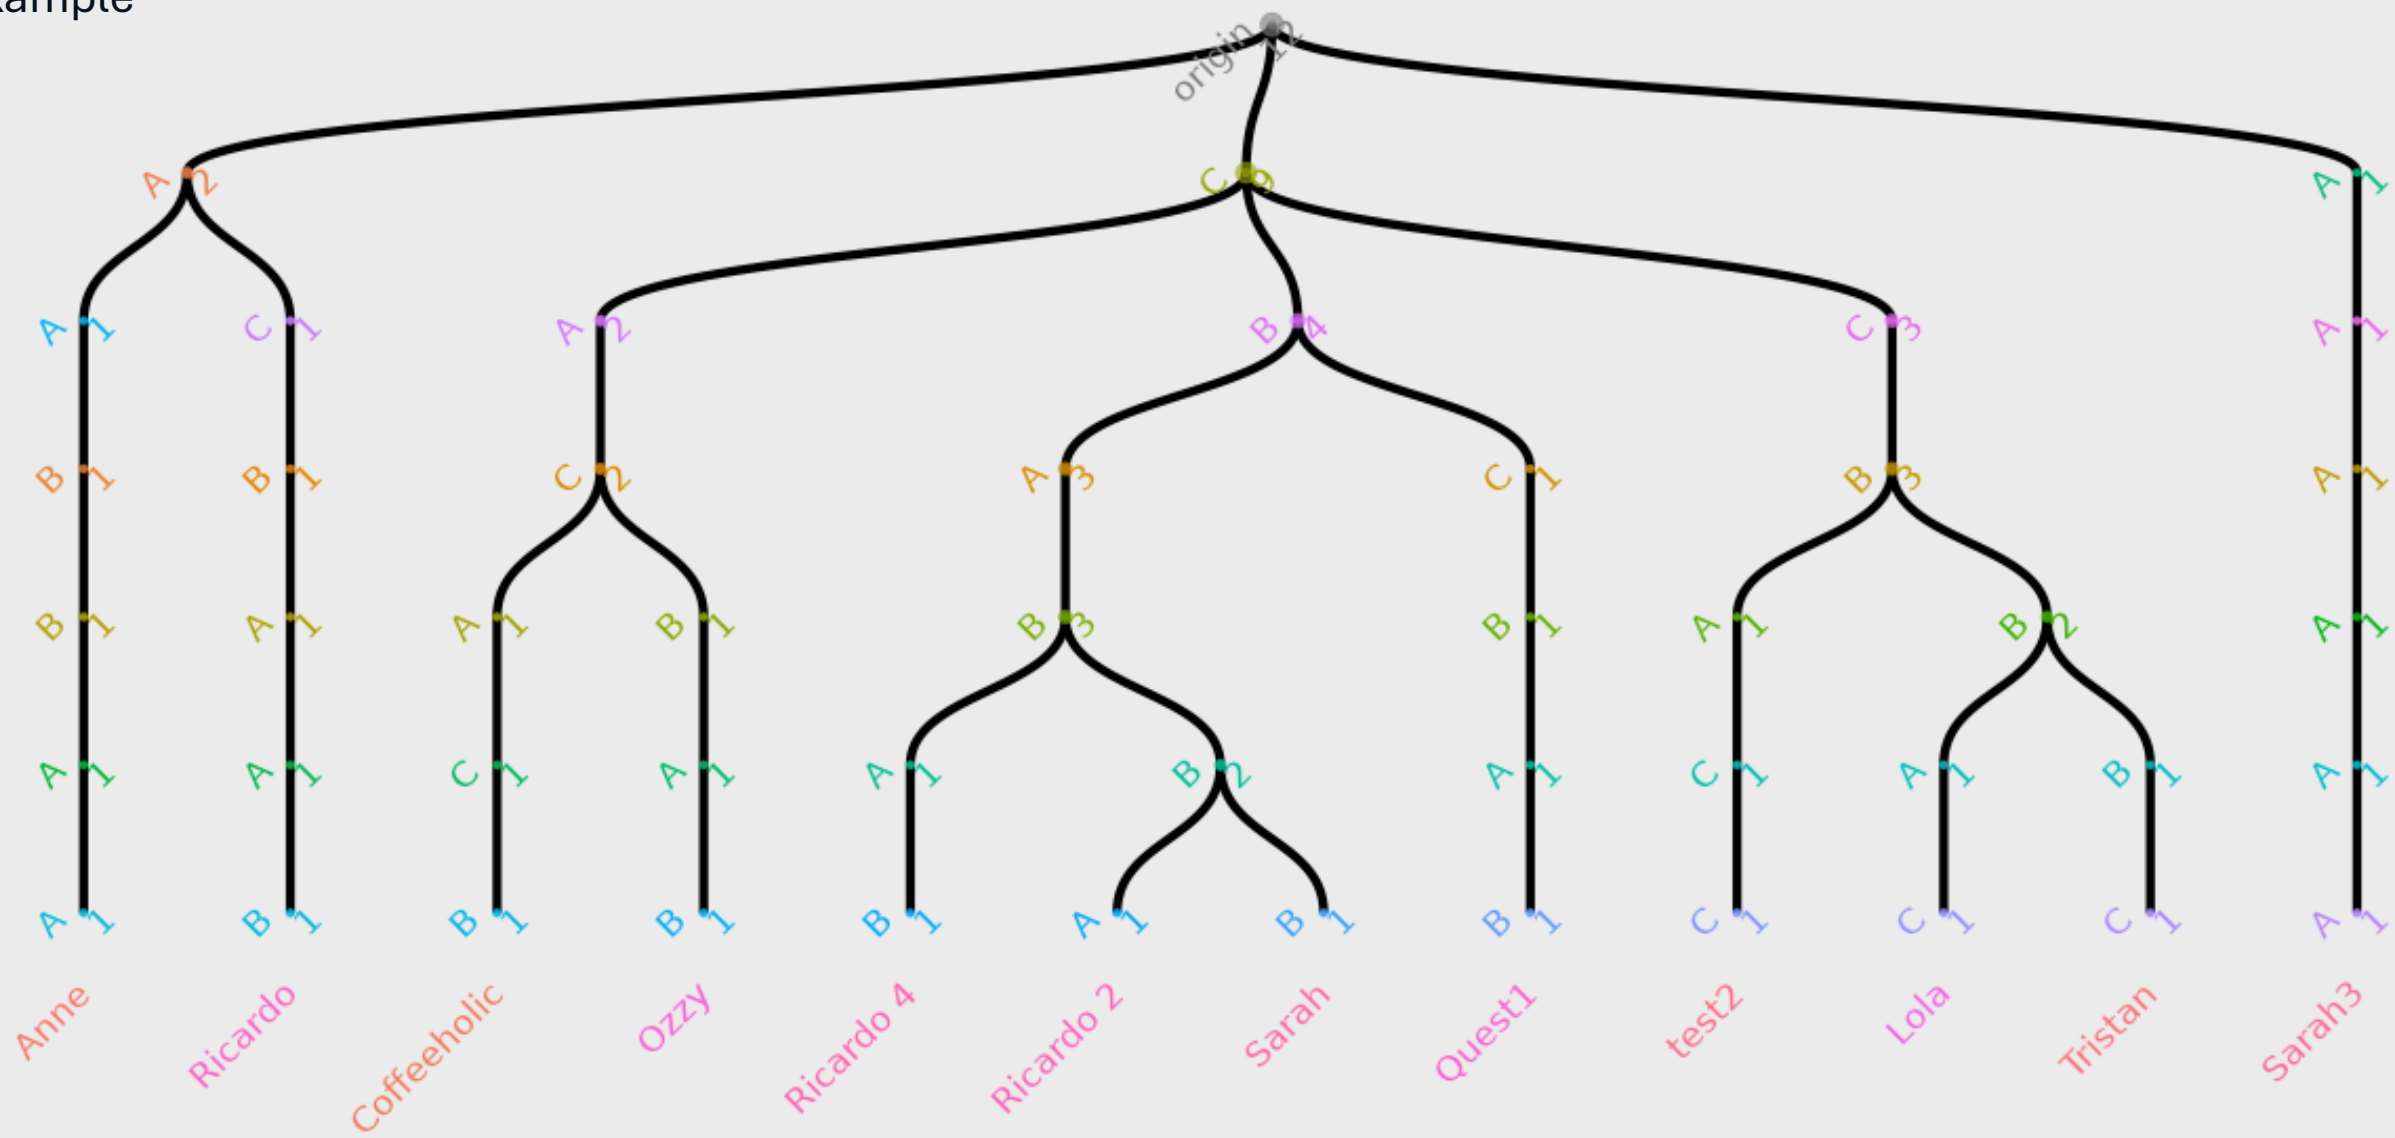 ample
origin 12
A 2 C 9 A 1
A 1 C 1 A 2 B 4 C 3 A 1
B 1 B 1 C 2 A 3 C 1 B 3 A 1
B 1 A 1 A 1 B 1 B 3 B 1 A 1 B 2 A 1
A 1 A 1 C 1 A 1 A 1 B 2 A 1 C 1 A 1 B 1 A 1
A 1 B 1 B 1 B 1 B 1 A 1 B 1 B 1 C 1 C 1 C 1 A 1
Anne Ricardo Coffeeholic Ozzy Ricardo 4 Ricardo 2 Sarah Quest1 test2 Lola Tristan Sarah3